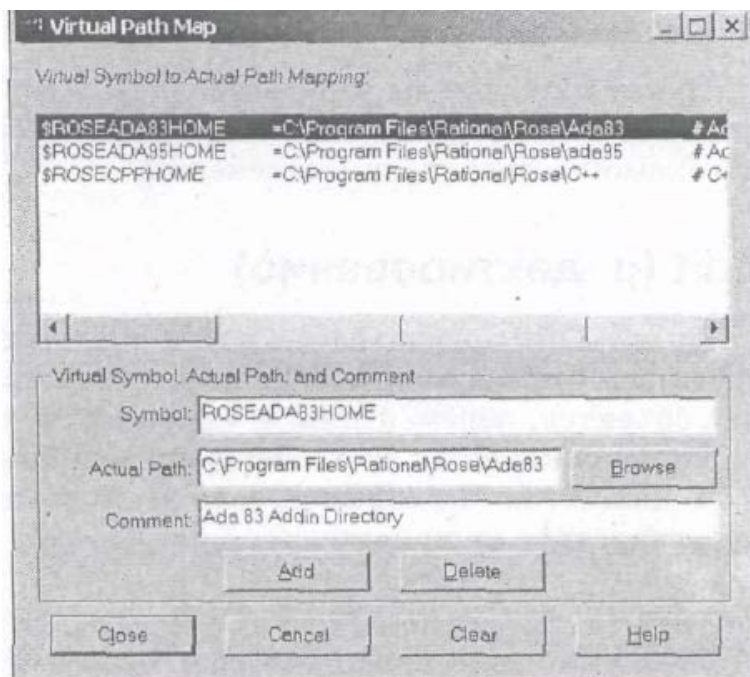 Virtual Path Map
Virtual Symbol to Actual Path Mapping:
$ROSEADA83HOME =C:\Program Files\Rational\Rose\Ada83 # Ad
$ROSEADA95HOME =C:\Program Files\Rational\Rose\ada95 # Ad
$ROSECPPHOME =C:\Program Files\Rational\Rose\C++ # C+
Virtual Symbol, Actual Path, and Comment
Symbol: ROSEADA83HOME
Actual Path: C:\Program Files\Rational\Rose\Ada83 Browse
Comment: Ada 83 Addin Directory
Add Delete
Close Cancel Clear Help